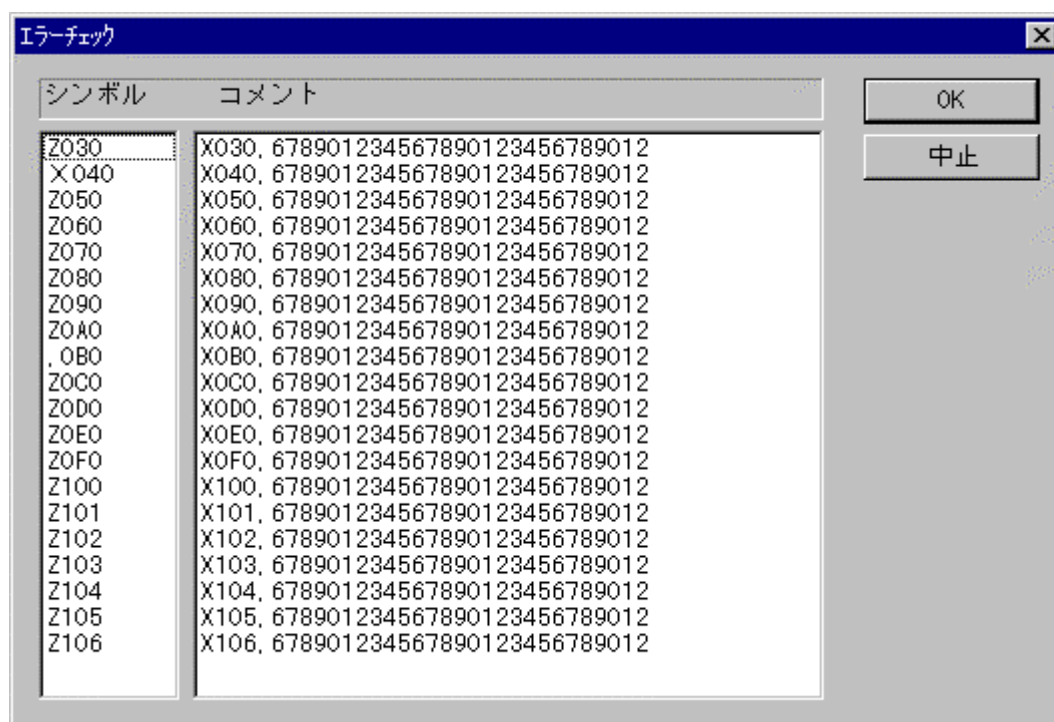 エラーチェック
シンボル コメント
OK
中止
Z030 X030, 678901234567890123456789012
X040 X040, 678901234567890123456789012
Z050 X050, 678901234567890123456789012
Z060 X060, 678901234567890123456789012
Z070 X070, 678901234567890123456789012
Z080 X080, 678901234567890123456789012
Z090 X090, 678901234567890123456789012
Z0A0 X0A0, 678901234567890123456789012
, 0B0 X0B0, 678901234567890123456789012
Z0C0 X0C0, 678901234567890123456789012
Z0D0 X0D0, 678901234567890123456789012
Z0E0 X0E0, 678901234567890123456789012
Z0F0 X0F0, 678901234567890123456789012
Z100 X100, 678901234567890123456789012
Z101 X101, 678901234567890123456789012
Z102 X102, 678901234567890123456789012
Z103 X103, 678901234567890123456789012
Z104 X104, 678901234567890123456789012
Z105 X105, 678901234567890123456789012
Z106 X106, 678901234567890123456789012